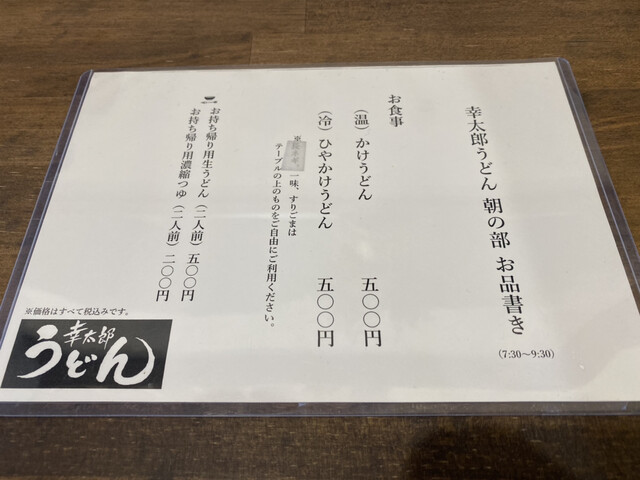 幸太郎うどん 朝の部 お品書き
(7:30〜9:30)
お食事
(温) かけうどん 五〇〇円
(冷) ひやかけうどん 五〇〇円
※ 一味、すりごまは
テーブルの上のものをご自由にご利用ください。
お持ち帰り用生うどん (二人前) 五〇〇円
お持ち帰り用濃縮つゆ (二人前) 二〇〇円
※価格はすべて税込みです。
幸太郎
うどん